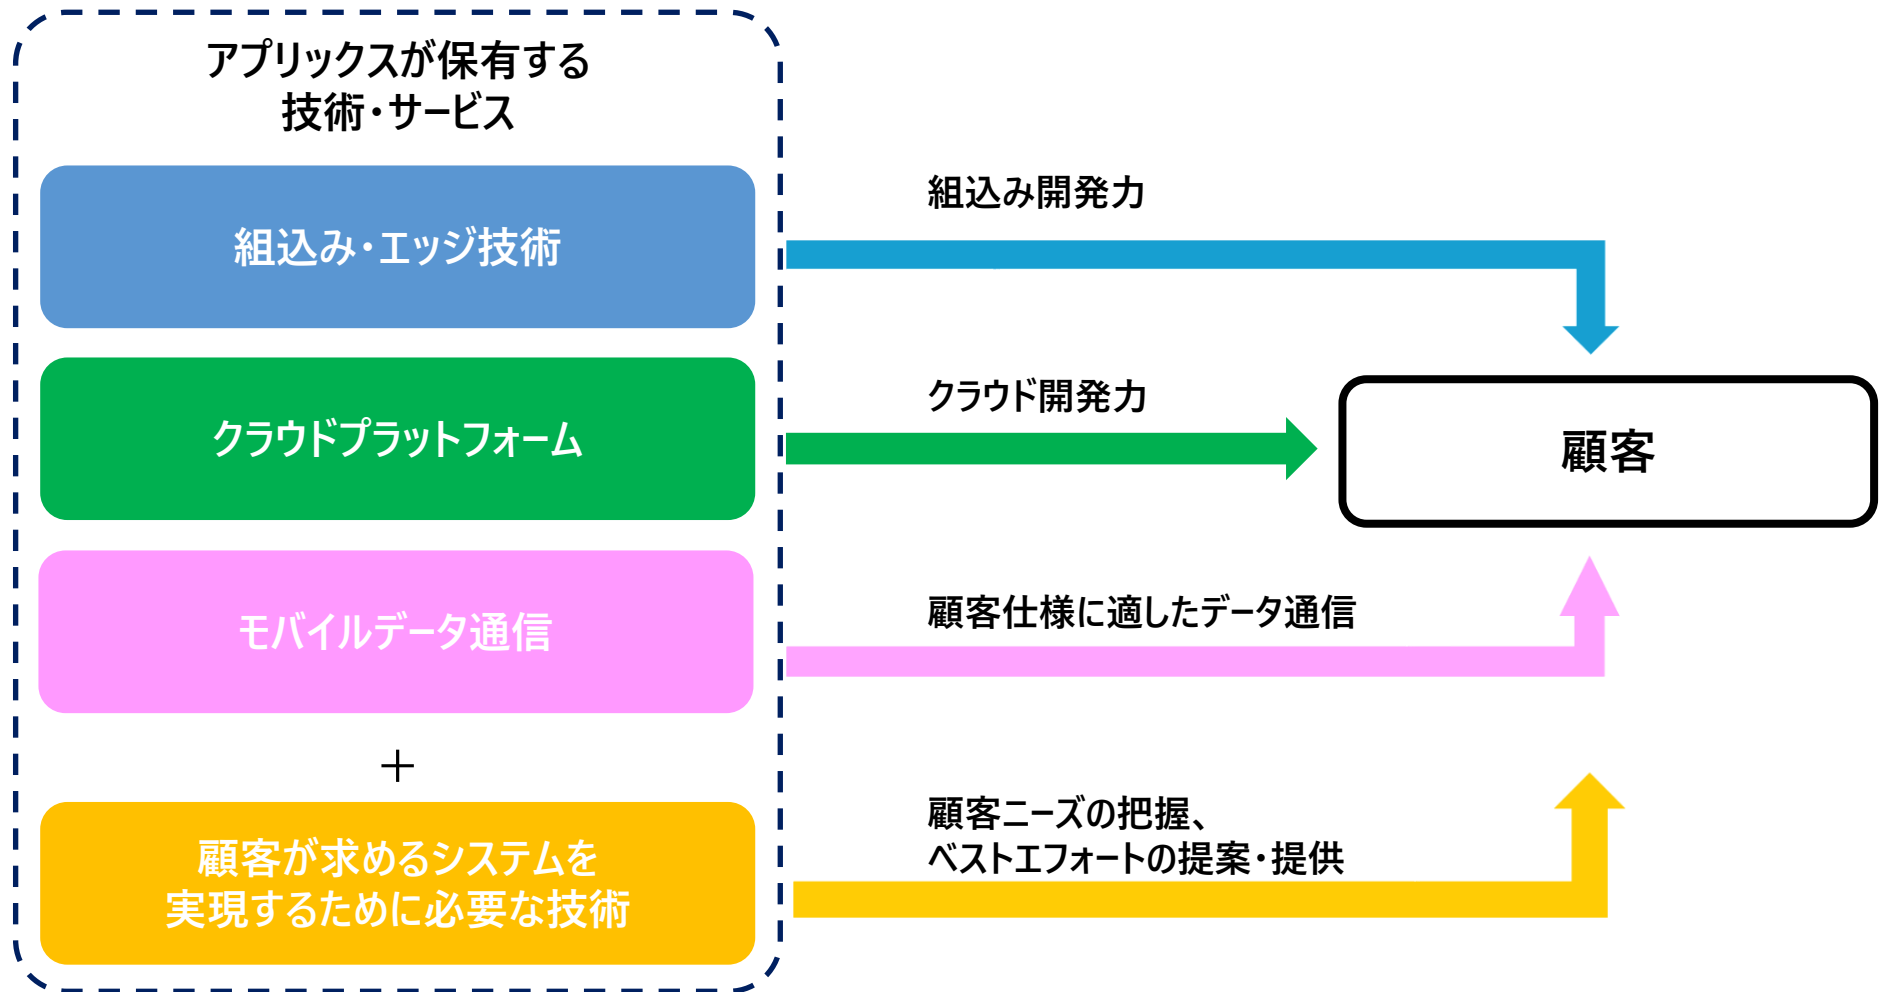 アプリックスが保有する
技術・サービス
組込み・エッジ技術
組込み開発力
クラウドプラットフォーム
クラウド開発力
顧客
モバイルデータ通信
顧客仕様に適したデータ通信
＋
顧客が求めるシステムを
実現するために必要な技術
顧客ニーズの把握、
ベストエフォートの提案・提供